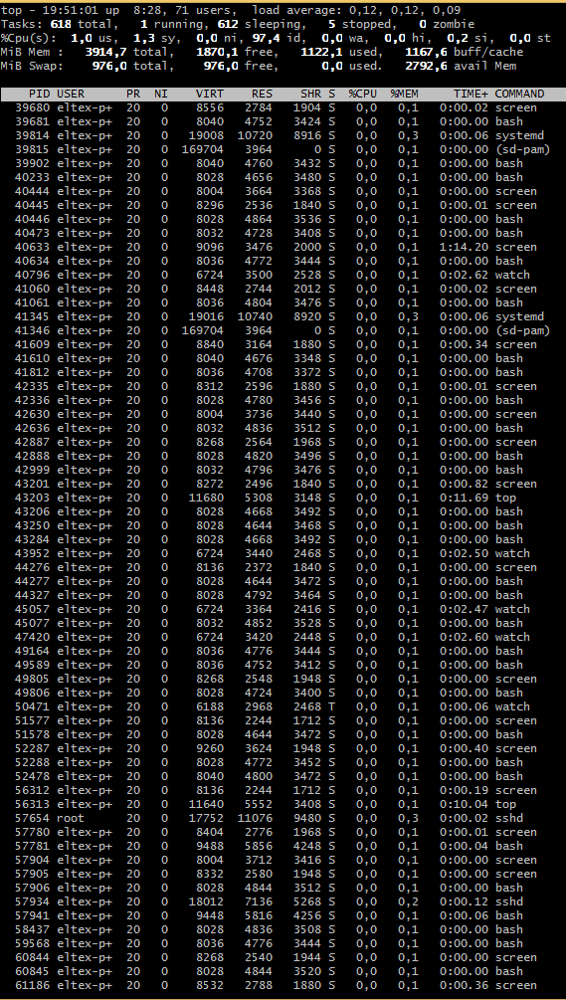 top - 19:51:01 up  8:28, 71 users,  load average: 0,12, 0,12, 0,09
Tasks: 618 total,   1 running, 612 sleeping,   5 stopped,   0 zombie
%Cpu(s):  1,0 us,  1,3 sy,  0,0 ni, 97,4 id,  0,0 wa,  0,0 hi,  0,2 si,  0,0 st
MiB Mem :   3914,7 total,   1870,1 free,   1122,1 used,   1167,6 buff/cache
MiB Swap:    976,0 total,    976,0 free,      0,0 used.   2792,6 avail Mem
PID USER PR NI VIRT RES SHR S %CPU %MEM TIME+ COMMAND
39680 eltex-p+ 20 0 8556 2784 1904 S 0,0 0,1 0:00.02 screen
39681 eltex-p+ 20 0 8040 4752 3424 S 0,0 0,1 0:00.00 bash
39814 eltex-p+ 20 0 19008 10720 8916 S 0,0 0,3 0:00.06 systemd
39815 eltex-p+ 20 0 169704 3964 0 S 0,0 0,1 0:00.00 (sd-pam)
39902 eltex-p+ 20 0 8040 4760 3432 S 0,0 0,1 0:00.00 bash
40233 eltex-p+ 20 0 8028 4656 3480 S 0,0 0,1 0:00.00 bash
40444 eltex-p+ 20 0 8004 3664 3368 S 0,0 0,1 0:00.00 screen
40445 eltex-p+ 20 0 8296 2536 1840 S 0,0 0,1 0:00.01 screen
40446 eltex-p+ 20 0 8028 4864 3536 S 0,0 0,1 0:00.00 bash
40473 eltex-p+ 20 0 8032 4728 3408 S 0,0 0,1 0:00.00 bash
40633 eltex-p+ 20 0 9096 3476 2000 S 0,0 0,1 1:14.20 screen
40634 eltex-p+ 20 0 8036 4772 3444 S 0,0 0,1 0:00.00 bash
40796 eltex-p+ 20 0 6724 3500 2528 S 0,0 0,1 0:02.62 watch
41060 eltex-p+ 20 0 8448 2744 2012 S 0,0 0,1 0:00.02 screen
41061 eltex-p+ 20 0 8036 4804 3476 S 0,0 0,1 0:00.00 bash
41345 eltex-p+ 20 0 19016 10740 8920 S 0,0 0,3 0:00.06 systemd
41346 eltex-p+ 20 0 169704 3964 0 S 0,0 0,1 0:00.00 (sd-pam)
41609 eltex-p+ 20 0 8840 3164 1880 S 0,0 0,1 0:00.34 screen
41610 eltex-p+ 20 0 8040 4676 3348 S 0,0 0,1 0:00.00 bash
41812 eltex-p+ 20 0 8036 4708 3372 S 0,0 0,1 0:00.00 bash
42335 eltex-p+ 20 0 8312 2596 1880 S 0,0 0,1 0:00.01 screen
42336 eltex-p+ 20 0 8028 4780 3456 S 0,0 0,1 0:00.00 bash
42630 eltex-p+ 20 0 8004 3736 3440 S 0,0 0,1 0:00.00 screen
42636 eltex-p+ 20 0 8032 4836 3512 S 0,0 0,1 0:00.00 bash
42887 eltex-p+ 20 0 8268 2564 1968 S 0,0 0,1 0:00.00 screen
42888 eltex-p+ 20 0 8028 4820 3496 S 0,0 0,1 0:00.00 bash
42999 eltex-p+ 20 0 8032 4796 3476 S 0,0 0,1 0:00.00 bash
43201 eltex-p+ 20 0 8272 2496 1840 S 0,0 0,1 0:00.82 screen
43203 eltex-p+ 20 0 11680 5308 3148 S 0,0 0,1 0:11.69 top
43206 eltex-p+ 20 0 8028 4668 3492 S 0,0 0,1 0:00.00 bash
43250 eltex-p+ 20 0 8028 4644 3468 S 0,0 0,1 0:00.00 bash
43284 eltex-p+ 20 0 8028 4668 3492 S 0,0 0,1 0:00.00 bash
43952 eltex-p+ 20 0 6724 3440 2468 S 0,0 0,1 0:02.50 watch
44276 eltex-p+ 20 0 8136 2372 1840 S 0,0 0,1 0:00.00 screen
44277 eltex-p+ 20 0 8028 4644 3472 S 0,0 0,1 0:00.00 bash
44327 eltex-p+ 20 0 8028 4792 3464 S 0,0 0,1 0:00.00 bash
45057 eltex-p+ 20 0 6724 3364 2416 S 0,0 0,1 0:02.47 watch
45077 eltex-p+ 20 0 8032 4852 3528 S 0,0 0,1 0:00.00 bash
47420 eltex-p+ 20 0 6724 3420 2448 S 0,0 0,1 0:02.60 watch
49164 eltex-p+ 20 0 8036 4776 3444 S 0,0 0,1 0:00.00 bash
49589 eltex-p+ 20 0 8036 4752 3412 S 0,0 0,1 0:00.00 bash
49805 eltex-p+ 20 0 8268 2548 1948 S 0,0 0,1 0:00.00 screen
49806 eltex-p+ 20 0 8028 4724 3400 S 0,0 0,1 0:00.00 bash
50471 eltex-p+ 20 0 6188 2968 2468 T 0,0 0,1 0:00.06 watch
51577 eltex-p+ 20 0 8136 2244 1712 S 0,0 0,1 0:00.00 screen
51578 eltex-p+ 20 0 8028 4644 3472 S 0,0 0,1 0:00.00 bash
52287 eltex-p+ 20 0 9260 3624 1948 S 0,0 0,1 0:00.40 screen
52288 eltex-p+ 20 0 8028 4772 3452 S 0,0 0,1 0:00.00 bash
52478 eltex-p+ 20 0 8040 4800 3472 S 0,0 0,1 0:00.00 bash
56312 eltex-p+ 20 0 8136 2244 1712 S 0,0 0,1 0:00.19 screen
56313 eltex-p+ 20 0 11640 5552 3408 S 0,0 0,1 0:10.04 top
57654 root 20 0 17752 11076 9480 S 0,0 0,3 0:00.02 sshd
57780 eltex-p+ 20 0 8404 2776 1968 S 0,0 0,1 0:00.01 screen
57781 eltex-p+ 20 0 9488 5856 4248 S 0,0 0,1 0:00.04 bash
57904 eltex-p+ 20 0 8004 3712 3416 S 0,0 0,1 0:00.00 screen
57905 eltex-p+ 20 0 8332 2580 1948 S 0,0 0,1 0:00.00 screen
57906 eltex-p+ 20 0 8028 4844 3512 S 0,0 0,1 0:00.00 bash
57934 eltex-p+ 20 0 18012 7136 5268 S 0,0 0,2 0:00.12 sshd
57941 eltex-p+ 20 0 9448 5816 4256 S 0,0 0,1 0:00.06 bash
58437 eltex-p+ 20 0 8028 4836 3508 S 0,0 0,1 0:00.00 bash
59568 eltex-p+ 20 0 8036 4776 3444 S 0,0 0,1 0:00.00 bash
60844 eltex-p+ 20 0 8268 2540 1944 S 0,0 0,1 0:00.00 screen
60845 eltex-p+ 20 0 8028 4844 3520 S 0,0 0,1 0:00.00 bash
61186 eltex-p+ 20 0 8532 2788 1880 S 0,0 0,1 0:00.36 screen